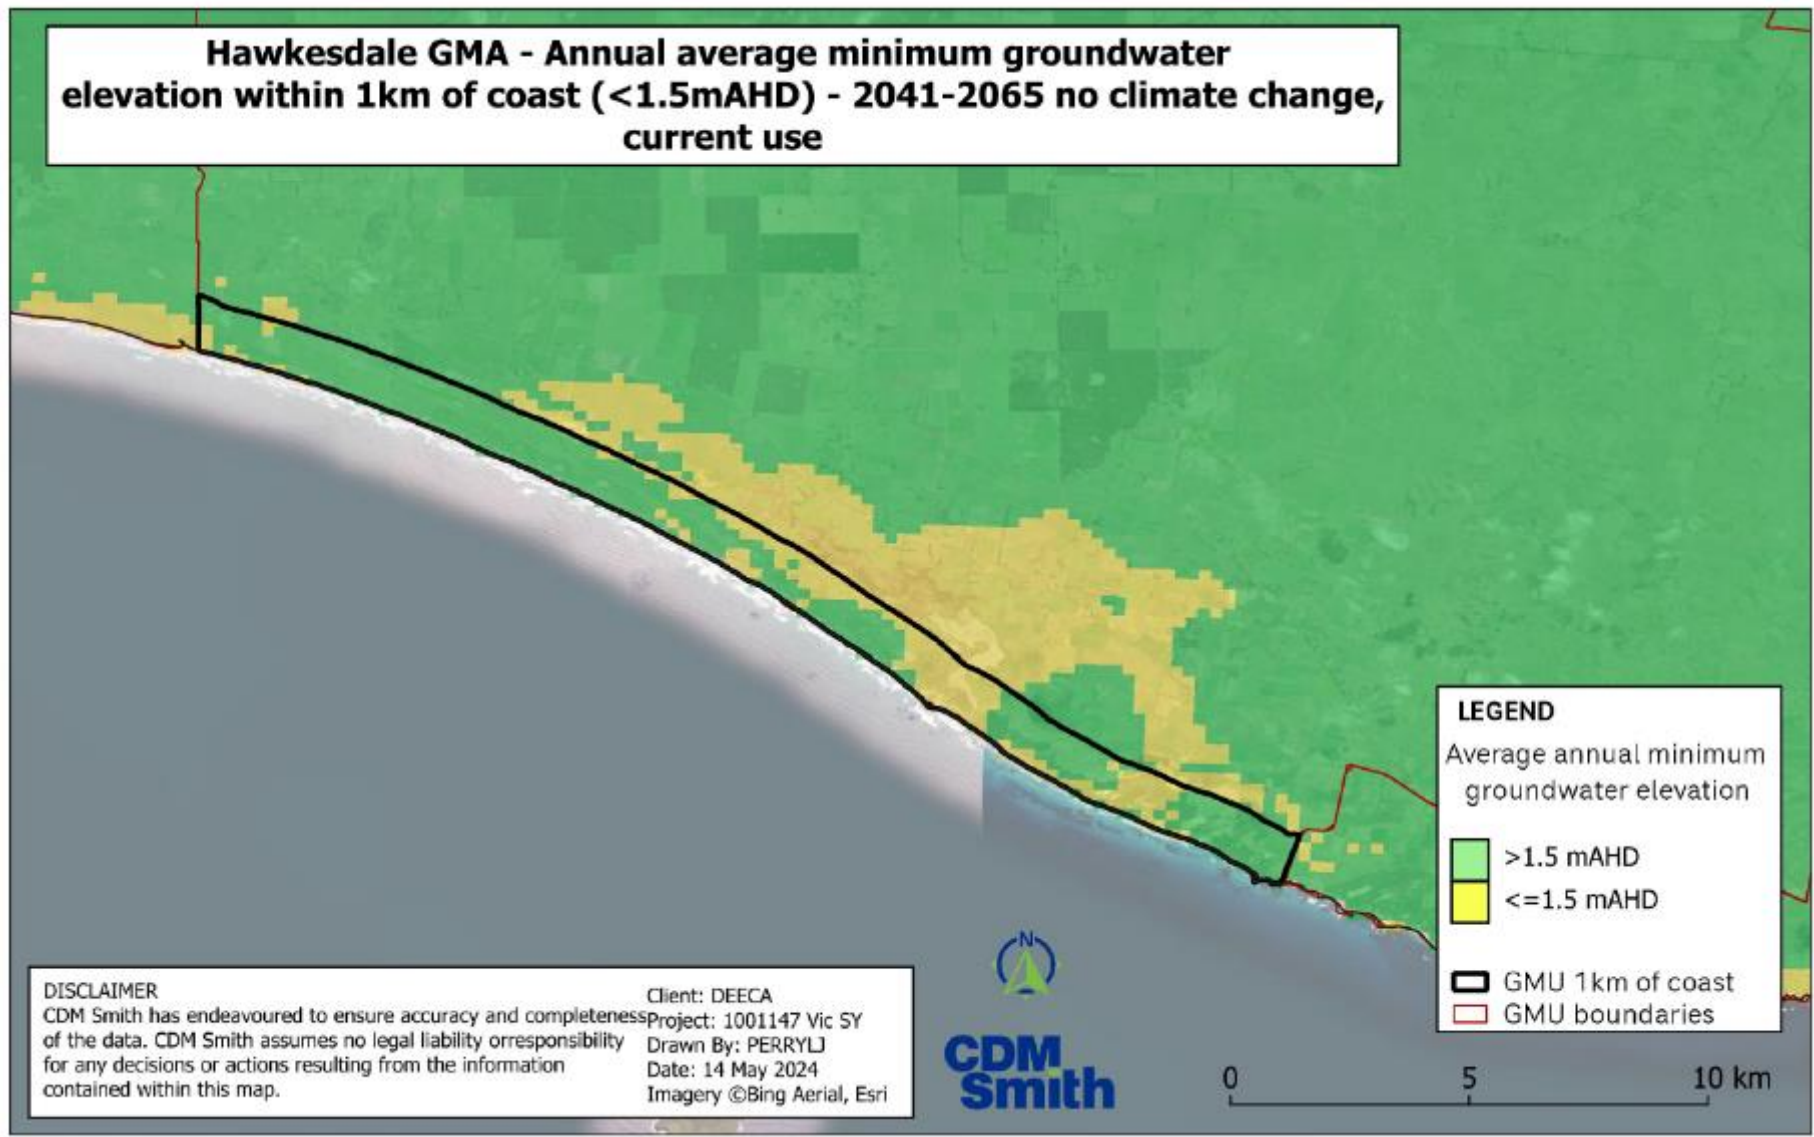 Hawkesdale GMA - Annual average minimum groundwater
elevation within 1km of coast (<1.5mAHD) - 2041-2065 no climate change,
current use
LEGEND
Average annual minimum
groundwater elevation
>1.5 mAHD
<=1.5 mAHD
GMU 1km of coast
GMU boundaries
DISCLAIMER
CDM Smith has endeavoured to ensure accuracy and completeness
of the data. CDM Smith assumes no legal liability orresponsibility
for any decisions or actions resulting from the information
contained within this map.
Client: DEECA
Project: 1001147 Vic SY
Drawn By: PERRYLJ
Date: 14 May 2024
Imagery ©Bing Aerial, Esri
N
CDM
Smith
0 5 10 km